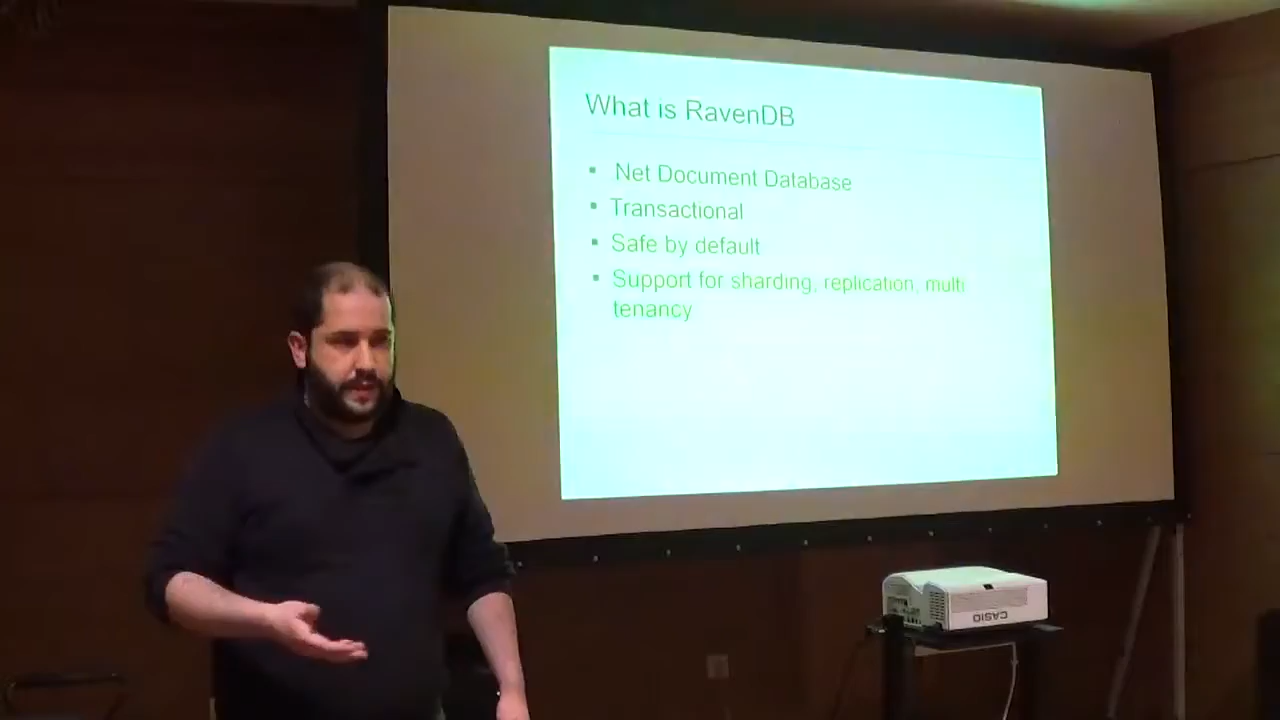 What is RavenDB
Net Document Database
Transactional
Safe by default
Support for sharding, replication, multi
tenancy
CASIO